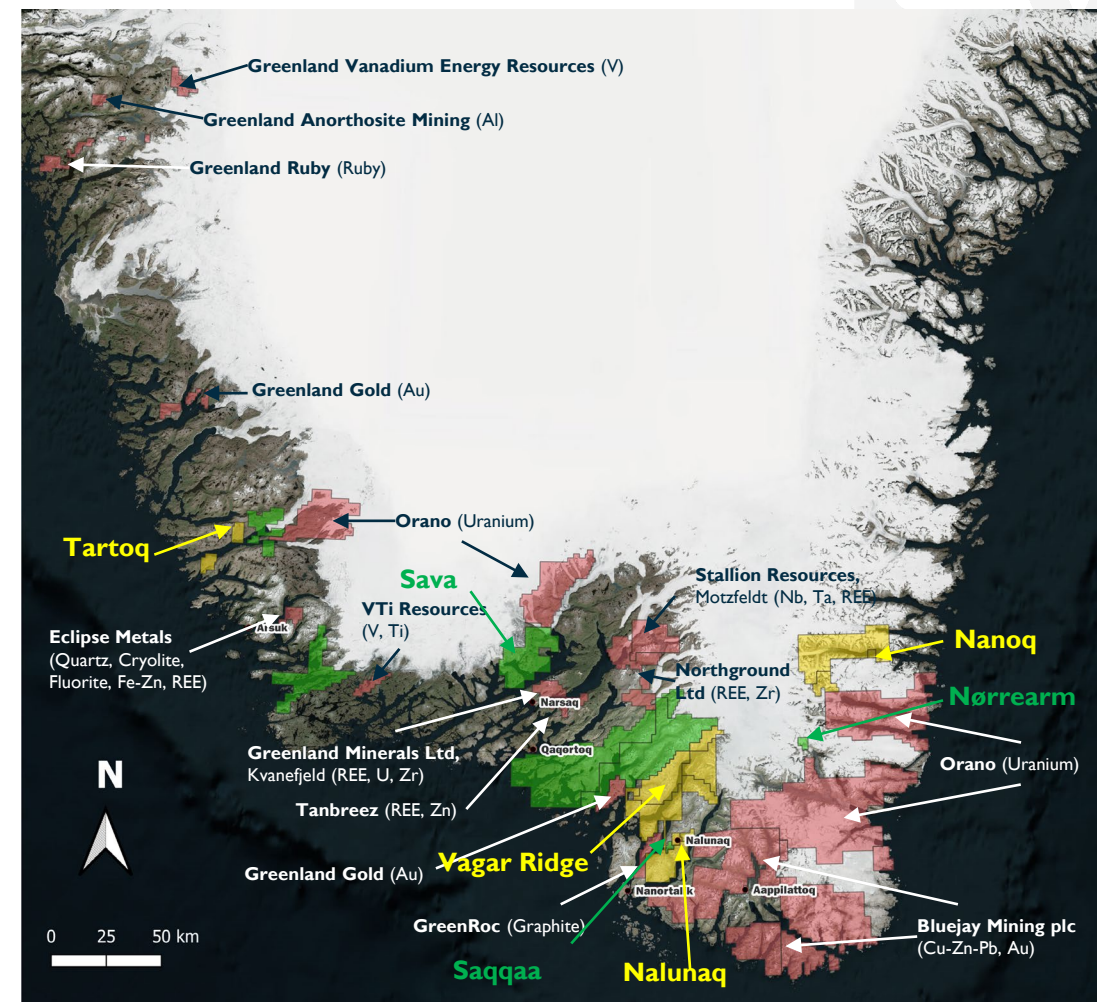 Greenland Vanadium Energy Resources (V)
Greenland Anorthosite Mining (Al)
Greenland Ruby (Ruby)
Greenland Gold (Au)
Orano (Uranium)
Tartoq
Sava
Stallion Resources,
Motzfeldt (Nb, Ta, REE)
VTi Resources
(V, Ti)
Arsuk
Eclipse Metals
(Quartz, Cryolite,
Fluorite, Fe-Zn, REE)
Nanoq
Northground
Ltd (REE, Zr)
Nørrearm
Narsaq
Qaqortoq
Greenland Minerals Ltd,
Kvanefjeld (REE, U, Zr)
Orano (Uranium)
N
Tanbreez (REE, Zn)
Nalunaq
Vagar Ridge
Greenland Gold (Au)
Nanortalik
Aappilattoq
GreenRoc (Graphite)
Bluejay Mining plc
(Cu-Zn-Pb, Au)
0 25 50 km
Saqqaa
Nalunaq